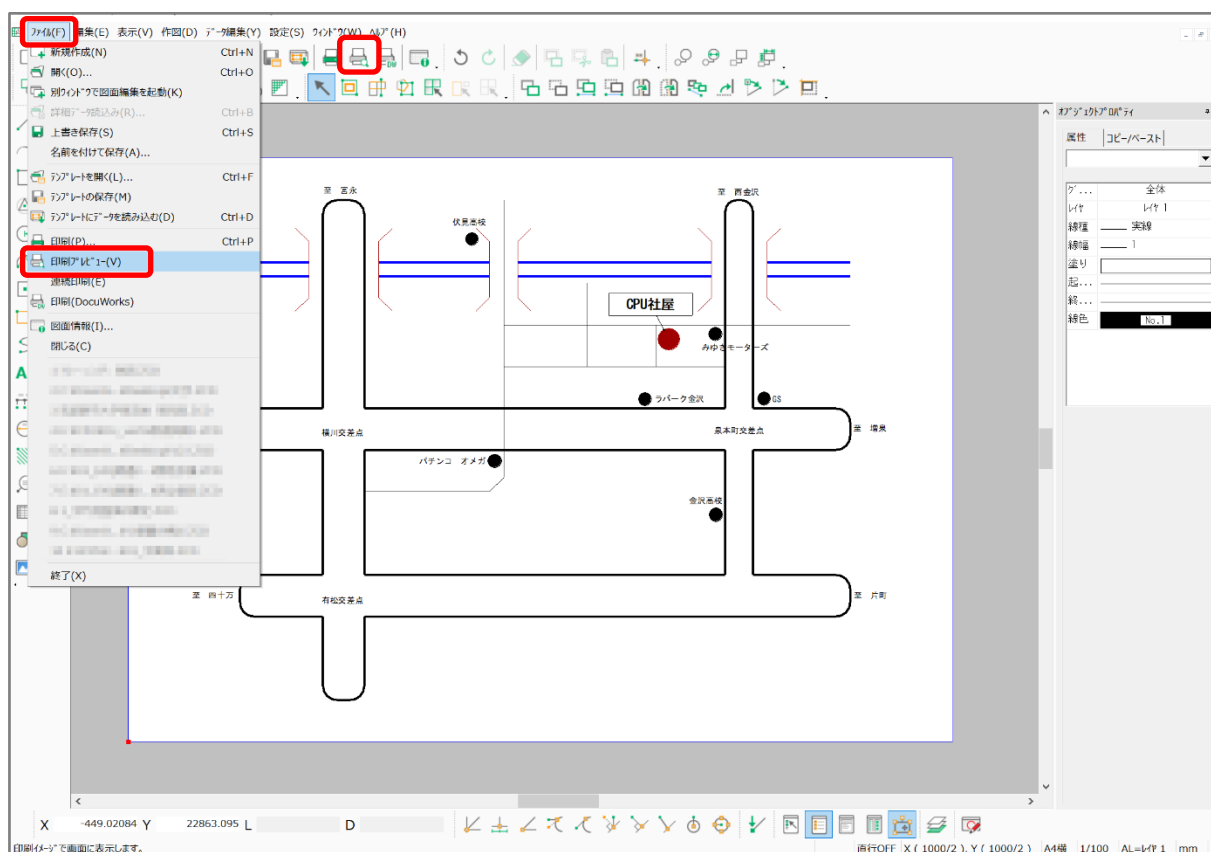 ﾌｧｲﾙ(F) 編集(E) 表示(V) 作図(D) ﾃﾞｰﾀ編集(Y) 設定(S) ｳｨﾝﾄﾞｳ(W) ﾍﾙﾌﾟ(H)
新規作成(N) Ctrl+N
開く(O)... Ctrl+O
別ｳｨﾝﾄﾞｳで図面編集を起動(K)
詳細ﾃﾞｰﾀ読込み(R)... Ctrl+B
上書き保存(S) Ctrl+S
名前を付けて保存(A)...
ﾃﾝﾌﾟﾚｰﾄを開く(L)... Ctrl+F
ﾃﾝﾌﾟﾚｰﾄの保存(M)
ﾃﾝﾌﾟﾚｰﾄにﾃﾞｰﾀを読み込む(D) Ctrl+D
印刷(P)... Ctrl+P
印刷ﾌﾟﾚﾋﾞｭｰ(V)
連続印刷(E)
印刷(DocuWorks)
図面情報(I)...
閉じる(C)
終了(X)
至 宮永
伏見高校
至 西金沢
CPU社屋
みゆきモータ−ズ
ラパーク金沢
GS
横川交差点
泉本町交差点
至 増泉
パチンコ オメガ
金沢高校
至 四十万
有松交差点
至 片町
ｵﾌﾞｼﾞｪｸﾄﾌﾟﾛﾊﾟﾃｨ
属性 ｺﾋﾟｰ/ペースト
ｸﾞ... 全体
ﾚｲﾔ ﾚｲﾔ 1
線種 実線
線幅 1
塗り
起...
終...
線色 No.1
X -449.02084 Y 22863.095 L D
印刷ｲﾒｰｼﾞで画面に表示します。 直行OFF X ( 1000/2 ), Y ( 1000/2 ) A4横 1/100 AL=ﾚｲﾔ 1 mm